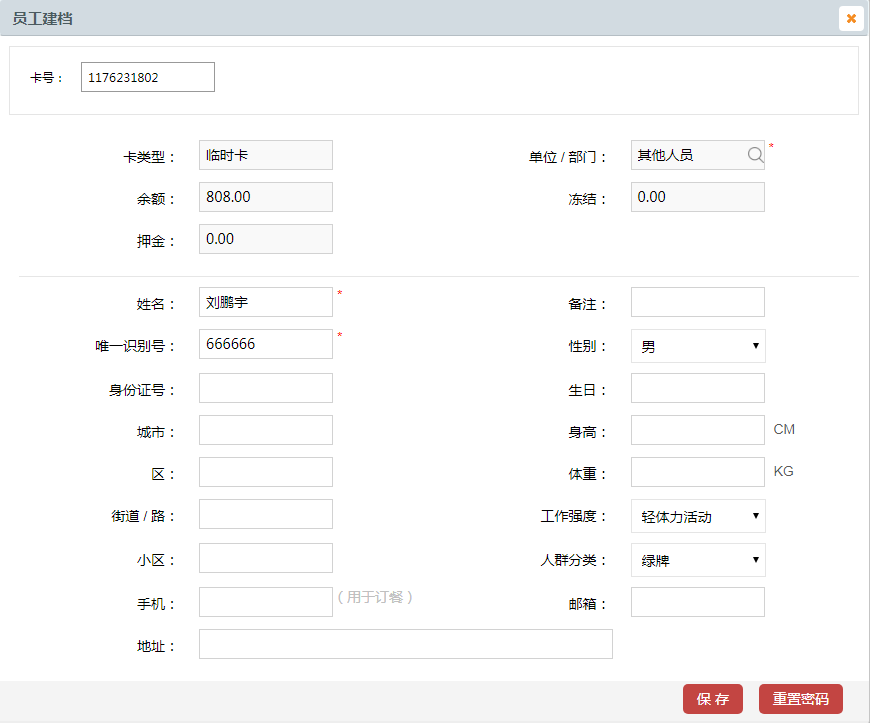 员工建档
卡号： 1176231802
卡类型： 临时卡 单位 / 部门： 其他人员 *
余额： 808.00 冻结： 0.00
押金： 0.00
姓名： 刘鹏宇 * 备注：
唯一识别号： 666666 * 性别： 男
身份证号： 生日：
城市： 身高： CM
区： 体重： KG
街道 / 路： 工作强度： 轻体力活动
小区： 人群分类： 绿牌
手机： （用于订餐） 邮箱：
地址：
保 存 重置密码